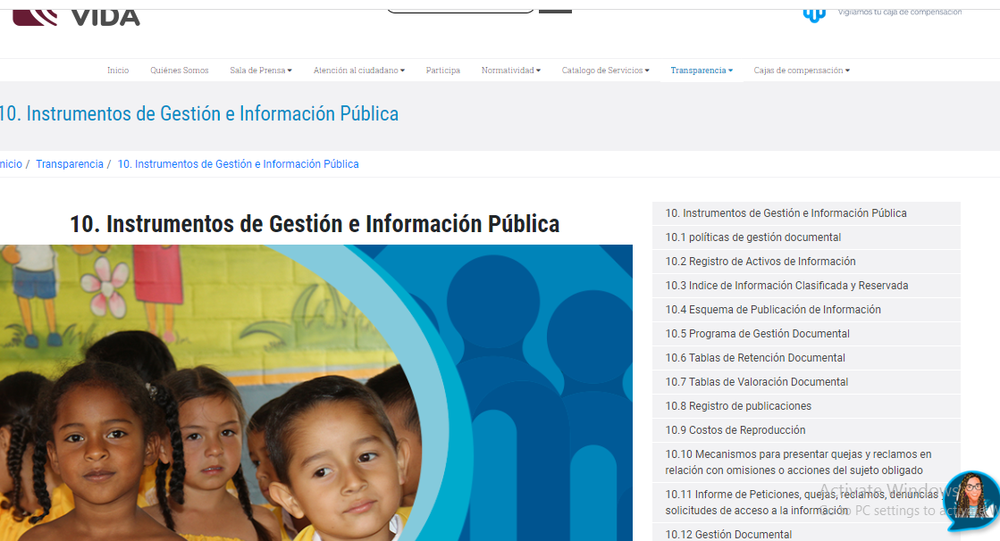 VIDA
Vigilamos tu caja de compensación
Inicio Quiénes Somos Sala de Prensa Atención al ciudadano Participa Normatividad Catalogo de Servicios Transparencia Cajas de compensación
10. Instrumentos de Gestión e Información Pública
nicio / Transparencia / 10. Instrumentos de Gestión e Información Pública
10. Instrumentos de Gestión e Información Pública
10. Instrumentos de Gestión e Información Pública
10.1 políticas de gestión documental
10.2 Registro de Activos de Información
10.3 Indice de Información Clasificada y Reservada
10.4 Esquema de Publicación de Información
10.5 Programa de Gestión Documental
10.6 Tablas de Retención Documental
10.7 Tablas de Valoración Documental
10.8 Registro de publicaciones
10.9 Costos de Reproducción
10.10 Mecanismos para presentar quejas y reclamos en
relación con omisiones o acciones del sujeto obligado
10.11 Informe de Peticiones, quejas, reclamos, denuncias y
solicitudes de acceso a la información
10.12 Gestión Documental
Activate Windows
Go to PC settings to activate W